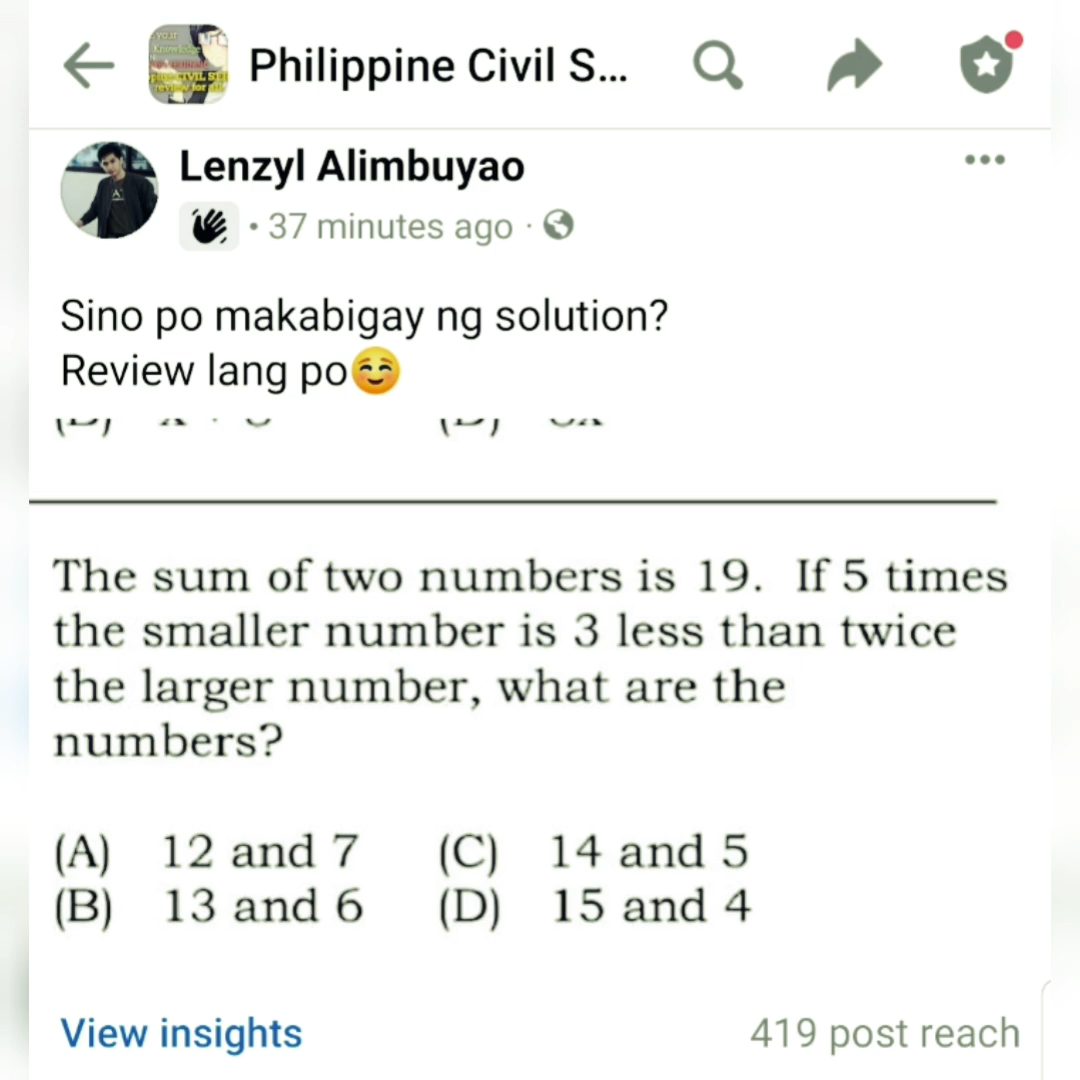 Philippine Civil S...
Lenzyl Alimbuyao
• 37 minutes ago ·
Sino po makabigay ng solution?
Review lang po☺️
The sum of two numbers is 19. If 5 times
the smaller number is 3 less than twice
the larger number, what are the
numbers?
(A) 12 and 7 (C) 14 and 5
(B) 13 and 6 (D) 15 and 4
View insights 419 post reach